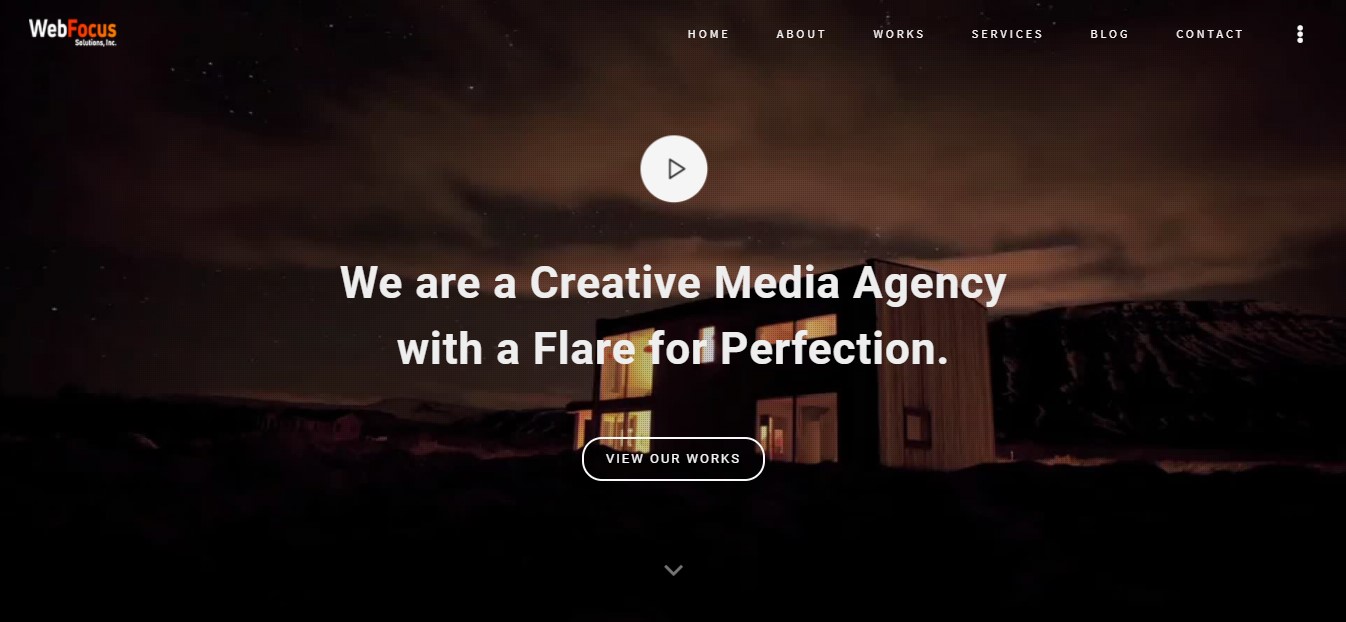 WebFocus
Solutions, Inc.
HOME ABOUT WORKS SERVICES BLOG CONTACT
We are a Creative Media Agency
with a Flare for Perfection.
VIEW OUR WORKS